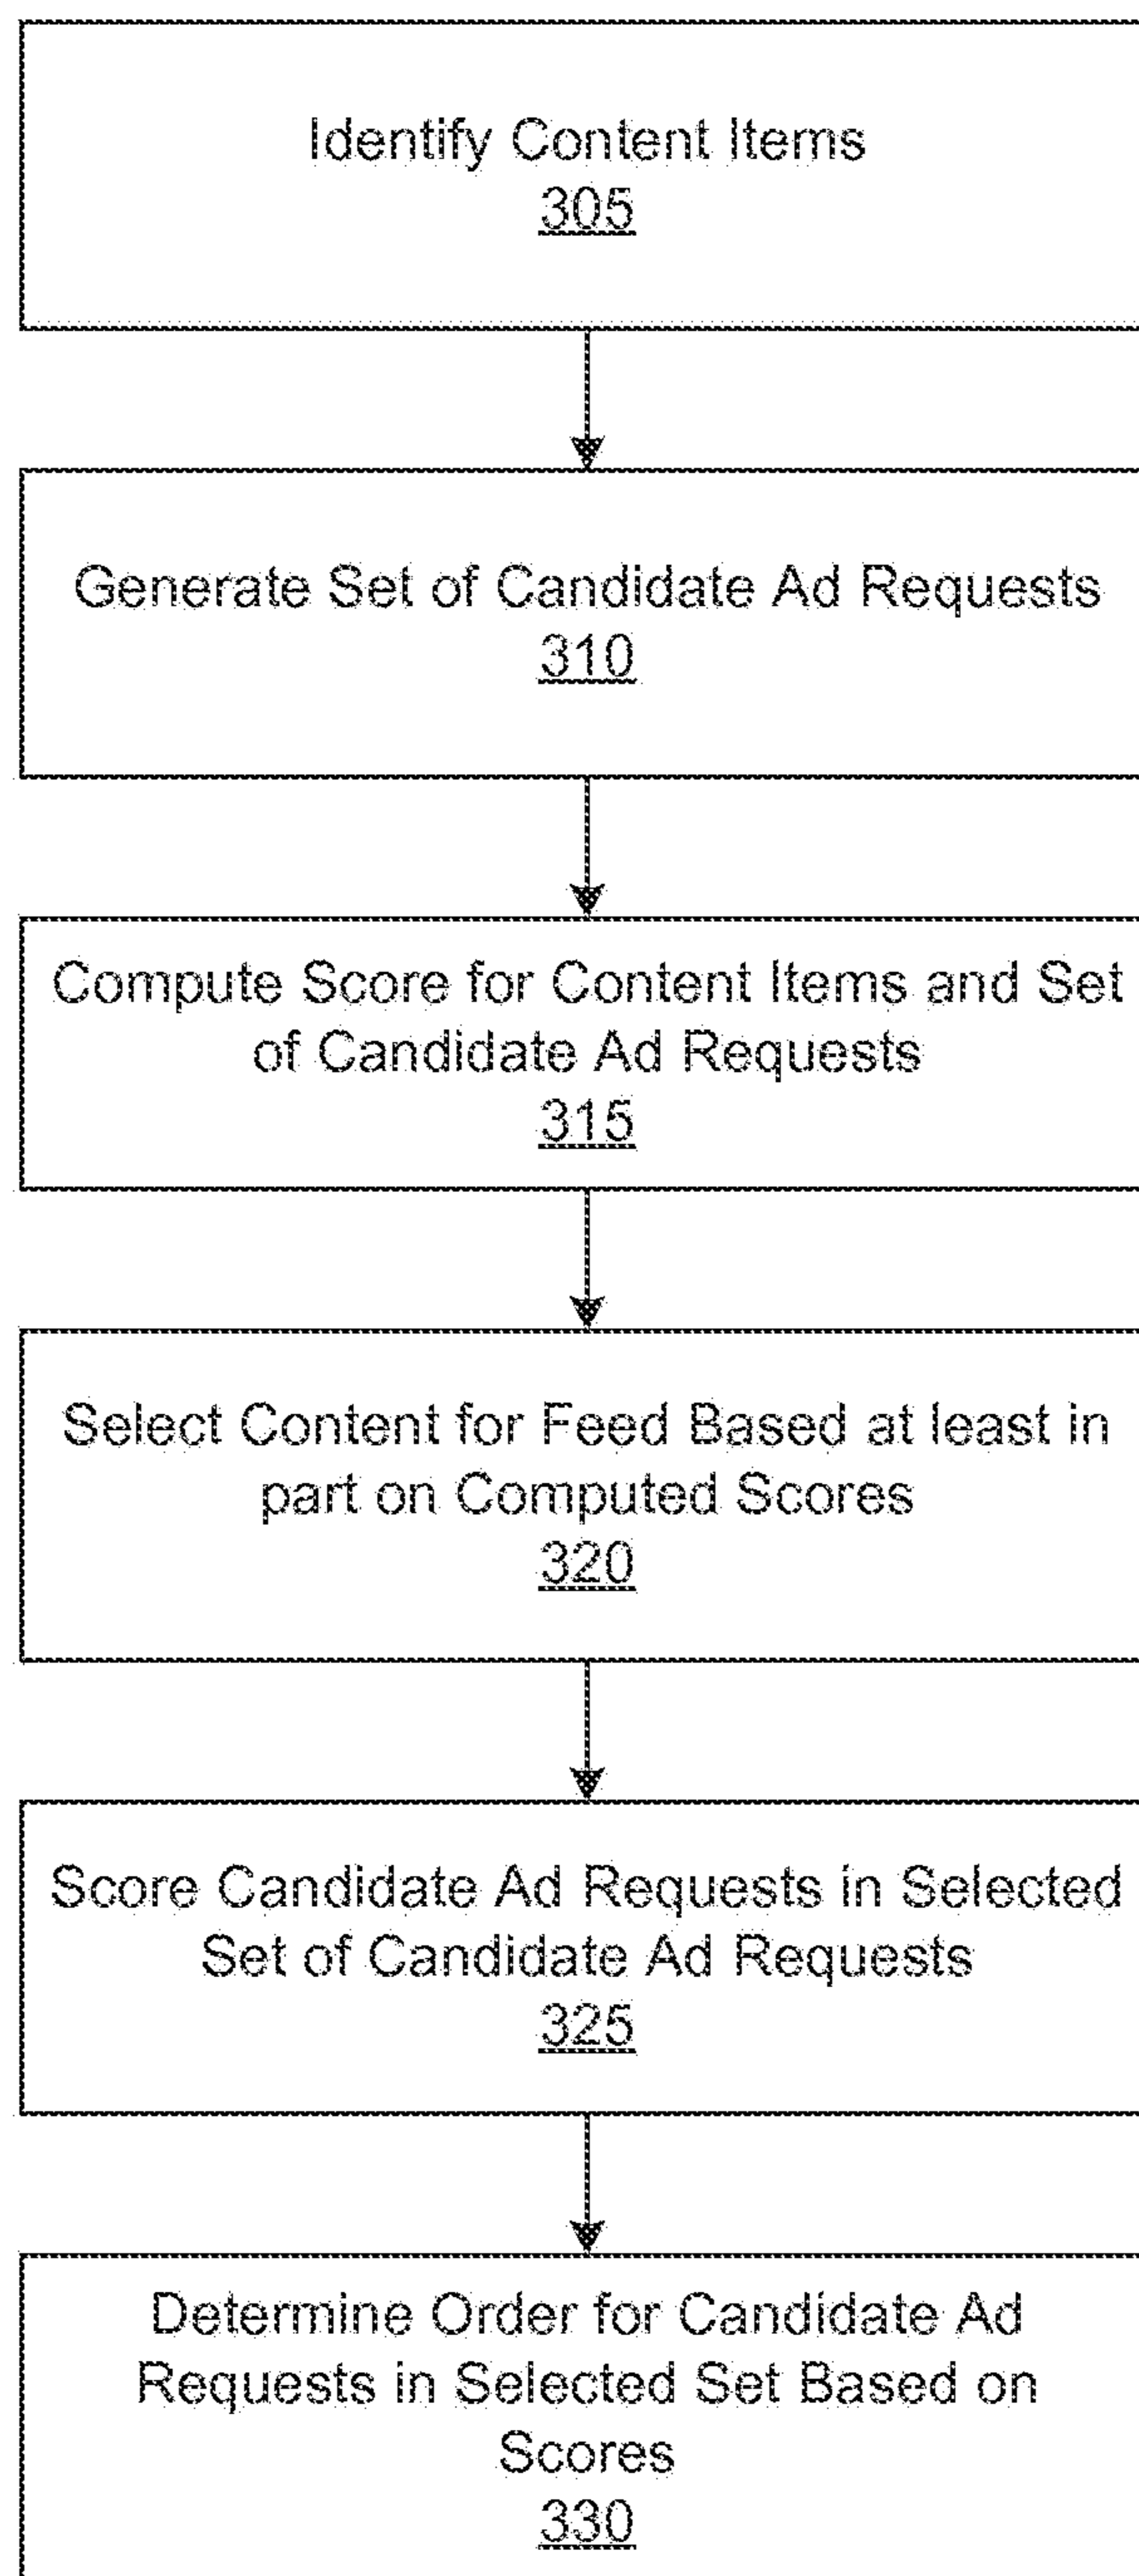 Identify Content Items
305
Generate Set of Candidate Ad Requests
310
Compute Score for Content Items and Set
of Candidate Ad Requests
315
Select Content for Feed Based at least in
part on Computed Scores
320
Score Candidate Ad Requests in Selected
Set of Candidate Ad Requests
325
Determine Order for Candidate Ad
Requests in Selected Set Based on
Scores
330